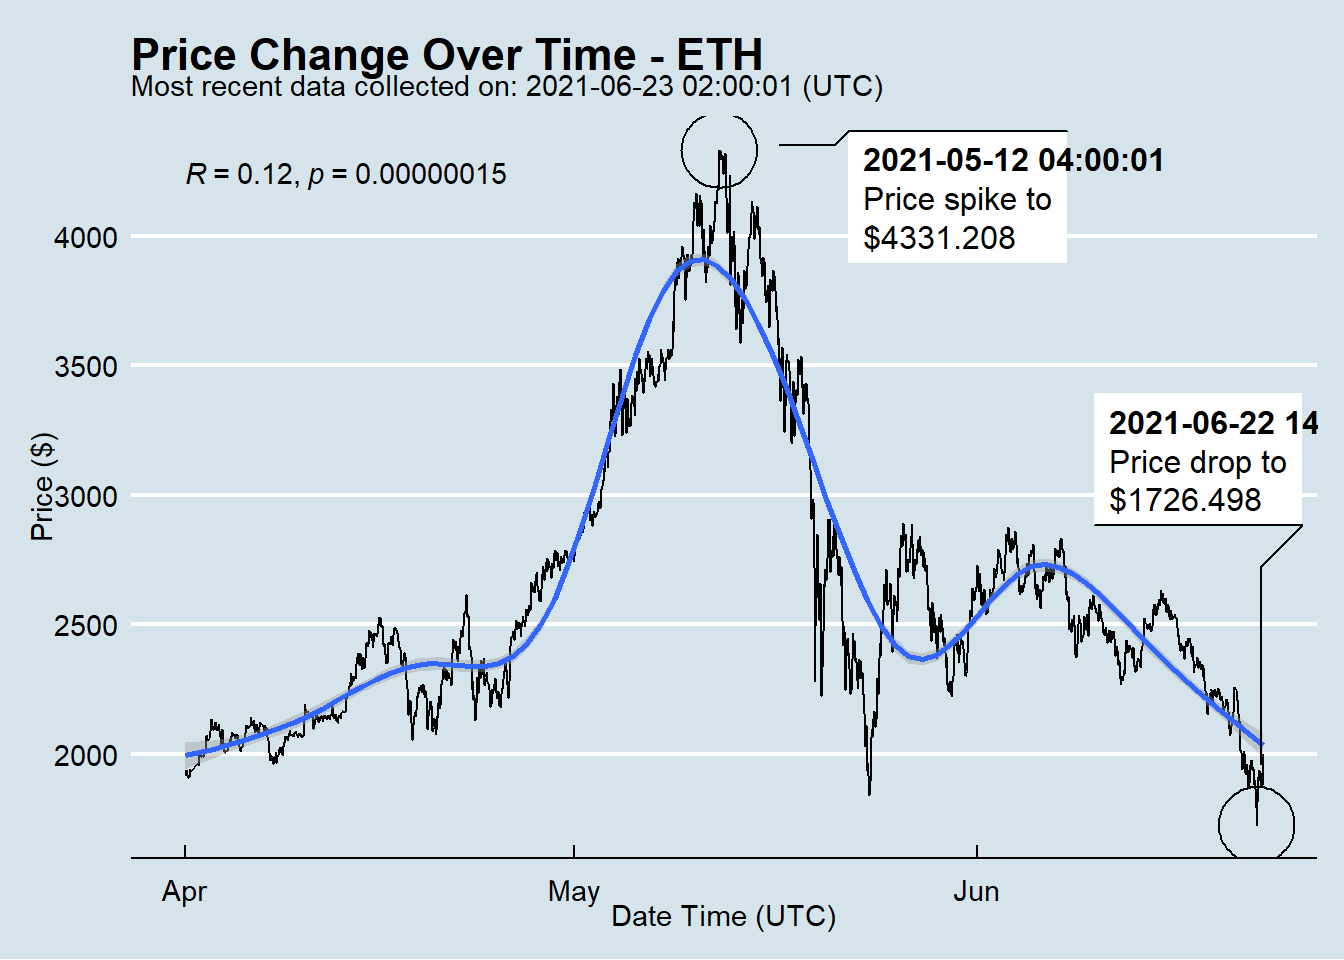 Price Change Over Time - ETH
Most recent data collected on: 2021-06-23 02:00:01 (UTC)
R = 0.12, p = 0.00000015
2021-05-12 04:00:01
Price spike to
$4331.208
2021-06-22 14
Price drop to
$1726.498
Price ($)
4000
3500
3000
2500
2000
Apr
May
Jun
Date Time (UTC)